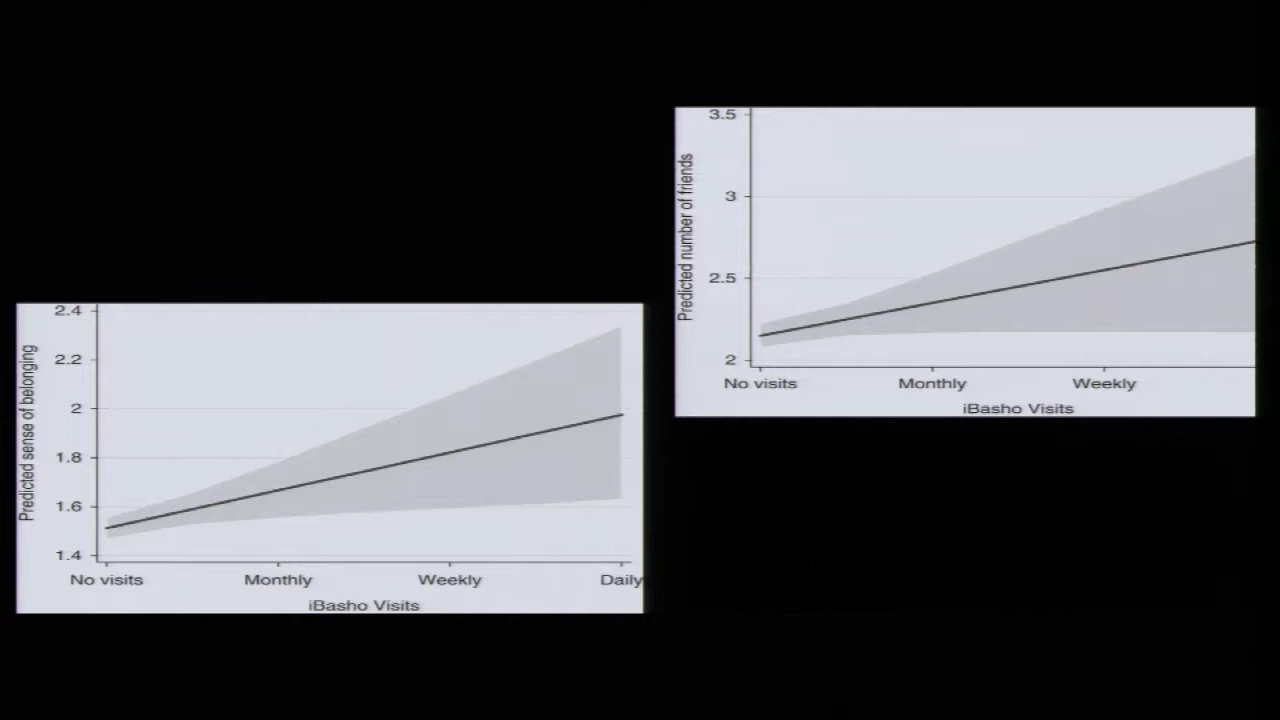 2.4
2.2
2
1.8
1.6
1.4
Predicted sense of belonging
No visits Monthly Weekly Daily
iBasho Visits
3.5
3
2.5
2
Predicted number of friends
No visits Monthly Weekly
iBasho Visits